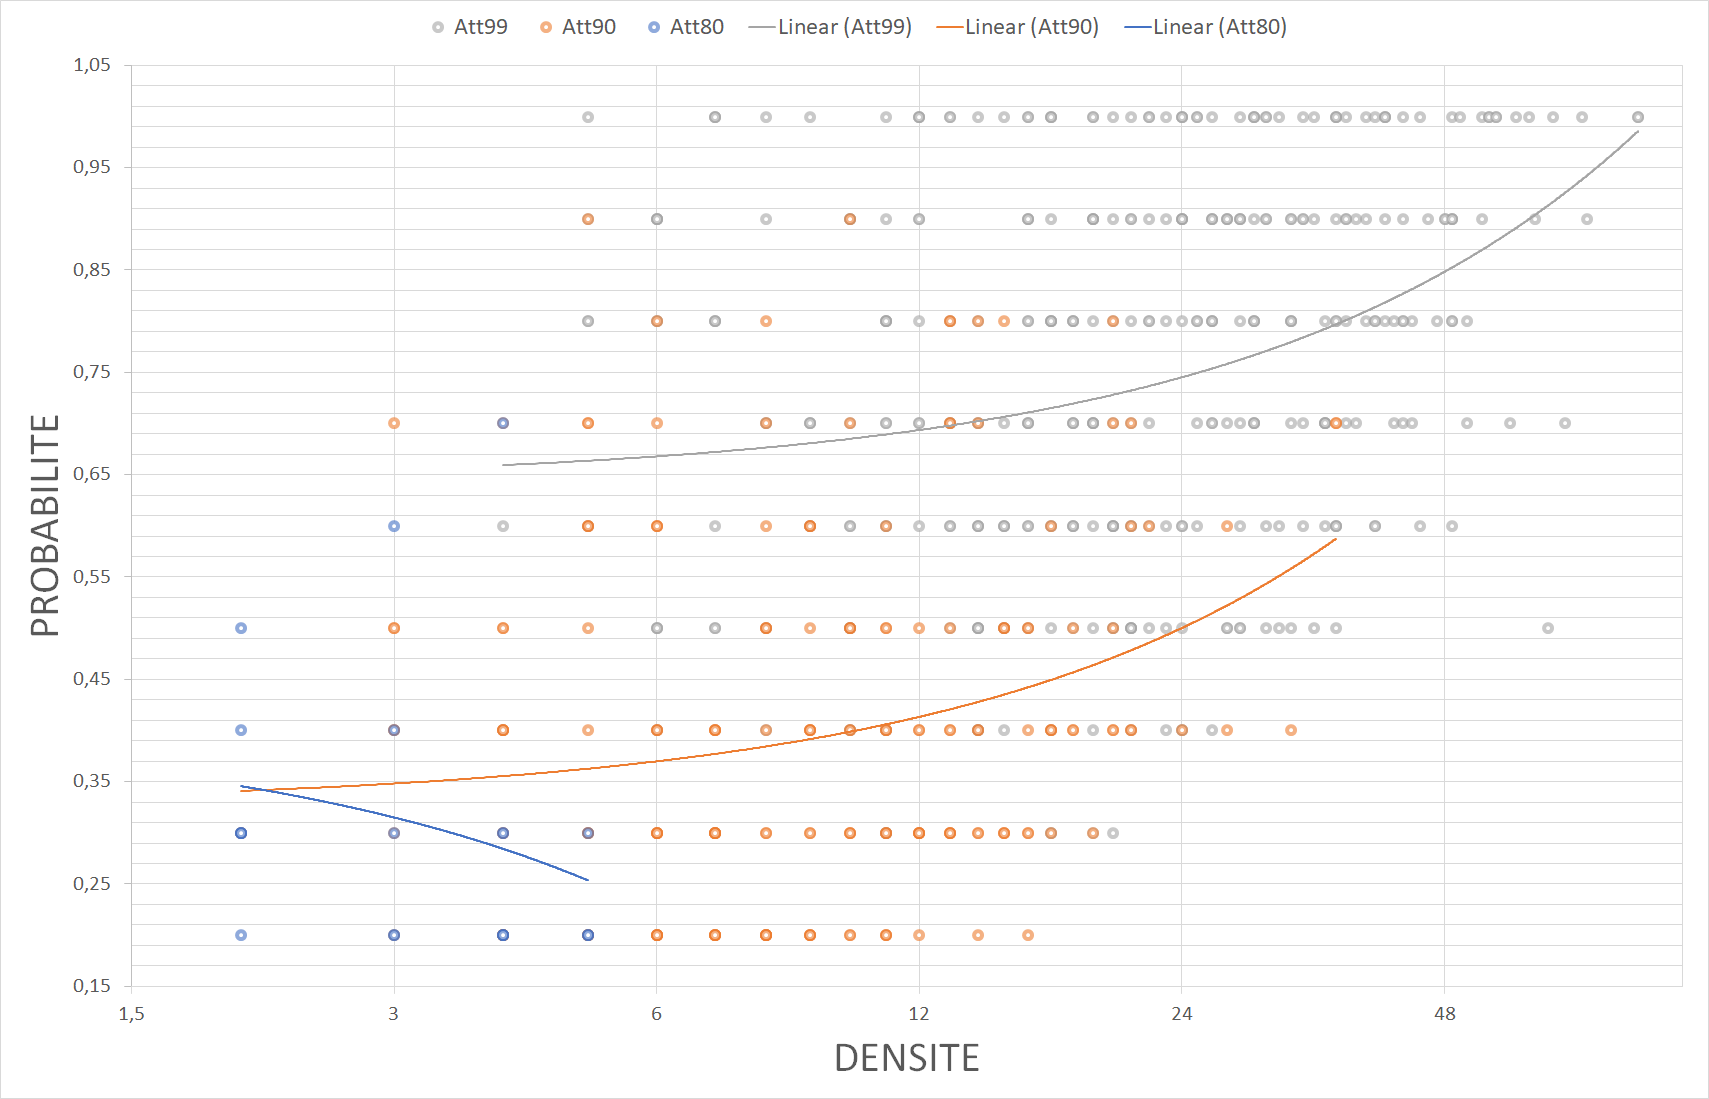 Att99 Att90 Att80 Linear (Att99) Linear (Att90) Linear (Att80)
1,05
0,95
0,85
0,75
0,65
0,55
0,45
0,35
0,25
0,15
PROBABILITE
1,5 3 6 12 24 48
DENSITE